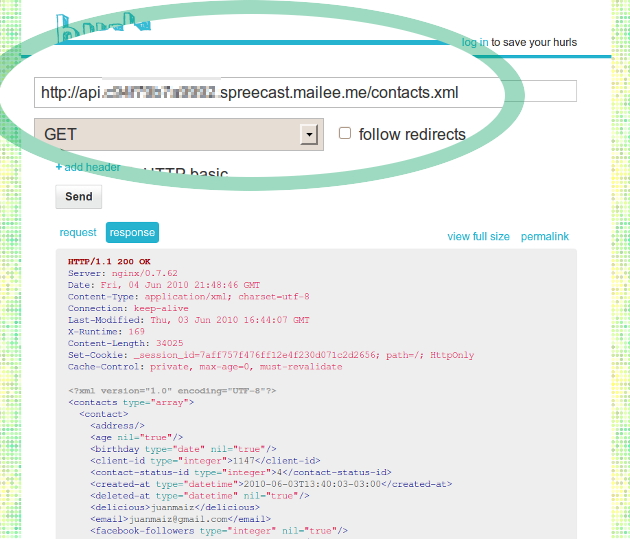 hurl
log in to save your hurls
http://api. .spreecast.mailee.me/contacts.xml
GET
follow redirects
+ add header HTTP basic
Send
request response view full size permalink
HTTP/1.1 200 OK
Server: nginx/0.7.62
Date: Fri, 04 Jun 2010 21:48:46 GMT
Content-Type: application/xml; charset=utf-8
Connection: keep-alive
Last-Modified: Thu, 03 Jun 2010 16:44:07 GMT
X-Runtime: 169
Content-Length: 34025
Set-Cookie: _session_id=7aff757f476ff12e4f230d071c2d2656; path=/; HttpOnly
Cache-Control: private, max-age=0, must-revalidate
<?xml version="1.0" encoding="UTF-8"?>
<contacts type="array">
<contact>
<address/>
<age nil="true"/>
<birthday type="date" nil="true"/>
<client-id type="integer">1147</client-id>
<contact-status-id type="integer">4</contact-status-id>
<created-at type="datetime">2010-06-03T13:40:03-03:00</created-at>
<deleted-at type="datetime" nil="true"/>
<delicious>juanmaiz</delicious>
<email>juanmaiz@gmail.com</email>
<facebook-followers type="integer" nil="true"/>